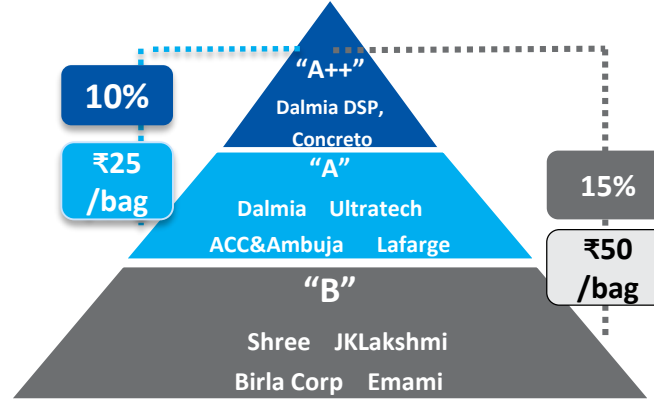 “A++”
10%
Dalmia DSP,
Concreto
₹25
/bag
“A”
Dalmia Ultratech
ACC&Ambuja Lafarge
15%
₹50
/bag
“B”
Shree JKLakshmi
Birla Corp Emami